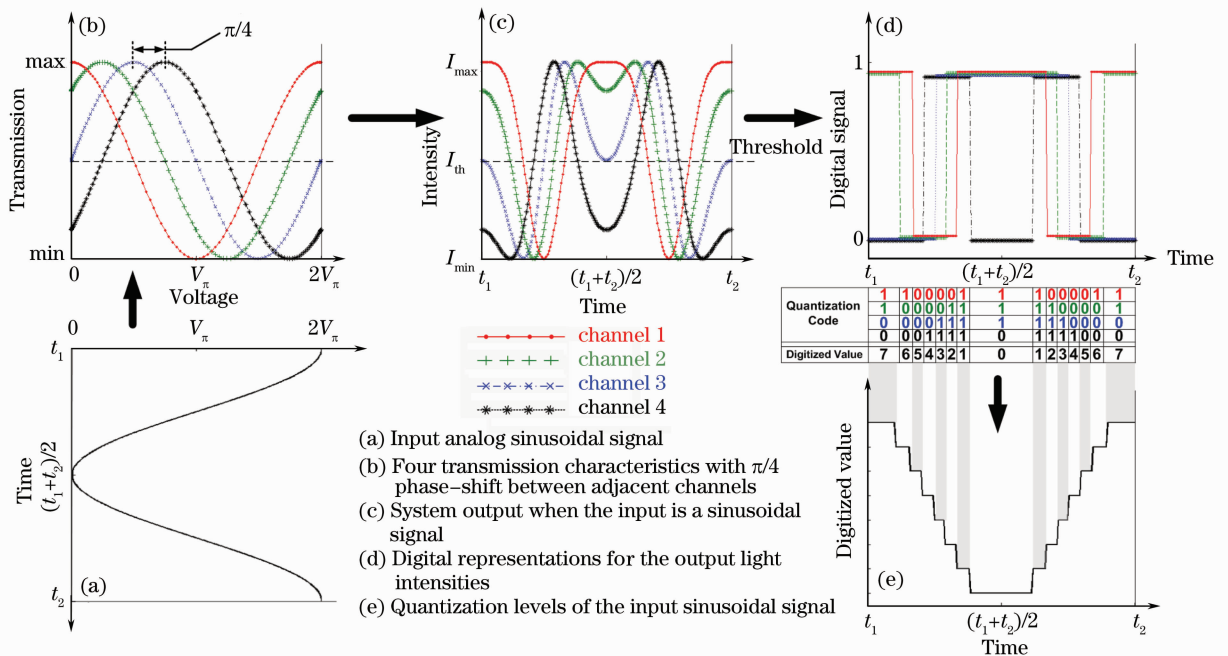 (b)
π/4
max
min
Transmission
0
Vπ
2Vπ
Voltage
(c)
Imax
Ith
Imin
Intensity
t1
(t1+t2)/2
t2
Time
Threshold
(d)
1
0
Digital signal
t1
(t1+t2)/2
t2
Time
0
Vπ
2Vπ
t1
Time
(t1+t2)/2
t2
(a)
channel 1
channel 2
channel 3
channel 4
Quantization
Code
1 1 0 0 0 0 0 1 1 1 0 0 0 0 0 1 1
1 0 0 0 0 1 1 1 1 1 0 0 0 0 1
0 0 0 0 1 1 1 1 1 1 1 0 0 0 0
0 0 0 1 1 1 1 0 1 1 1 1 0 0 0
Digitized Value
7 6 5 4 3 2 1 0 1 2 3 4 5 6 7
(a) Input analog sinusoidal signal
(b) Four transmission characteristics with π/4
phase-shift between adjacent channels
(c) System output when the input is a sinusoidal
signal
(d) Digital representations for the output light
intensities
(e) Quantization levels of the input sinusoidal signal
Digitized value
(e)
t1
(t1+t2)/2
t2
Time